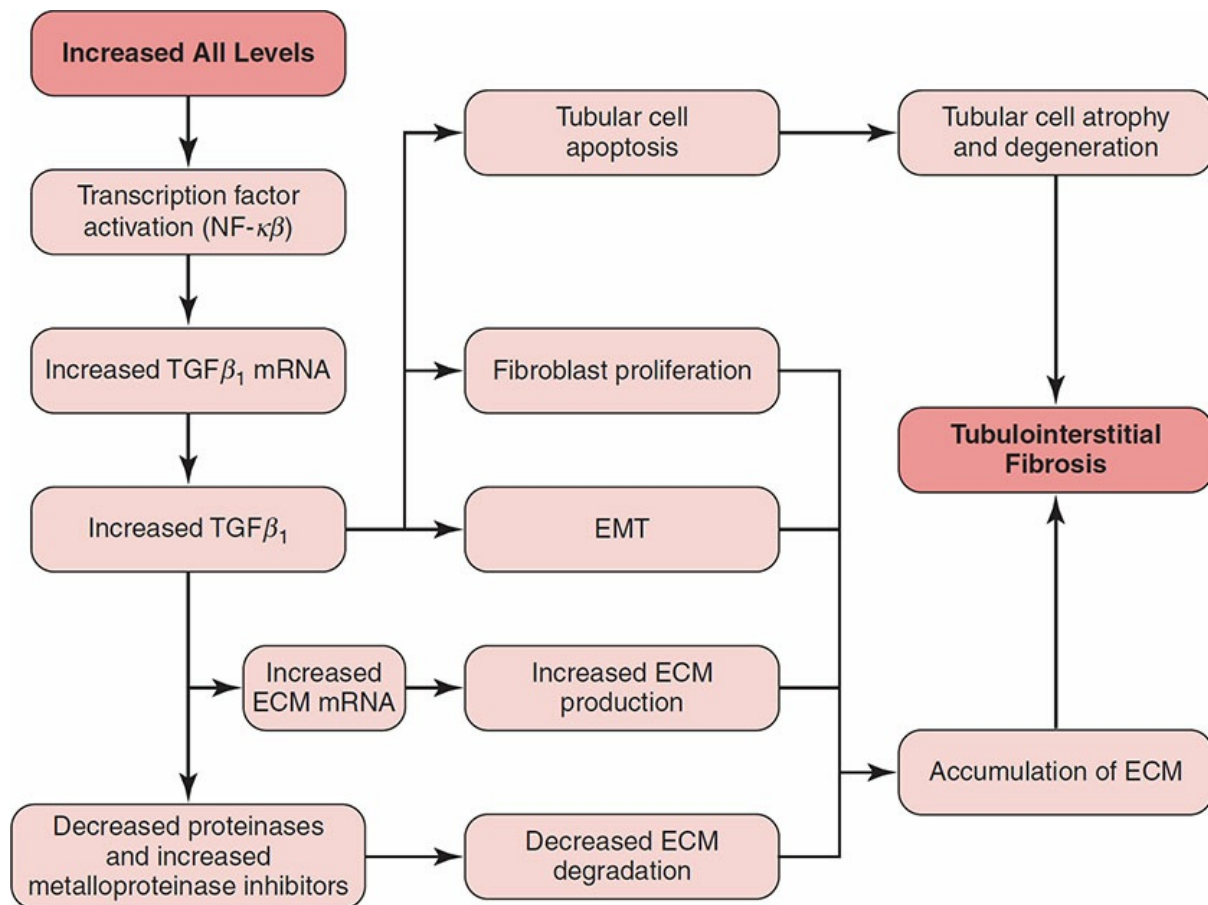 Increased All Levels
Transcription factor
activation (NF-κβ)
Increased TGFβ₁ mRNA
Increased TGFβ₁
Increased
ECM mRNA
Decreased proteinases
and increased
metalloproteinase inhibitors
Tubular cell
apoptosis
Fibroblast proliferation
EMT
Increased ECM
production
Decreased ECM
degradation
Tubular cell atrophy
and degeneration
Tubulointerstitial
Fibrosis
Accumulation of ECM